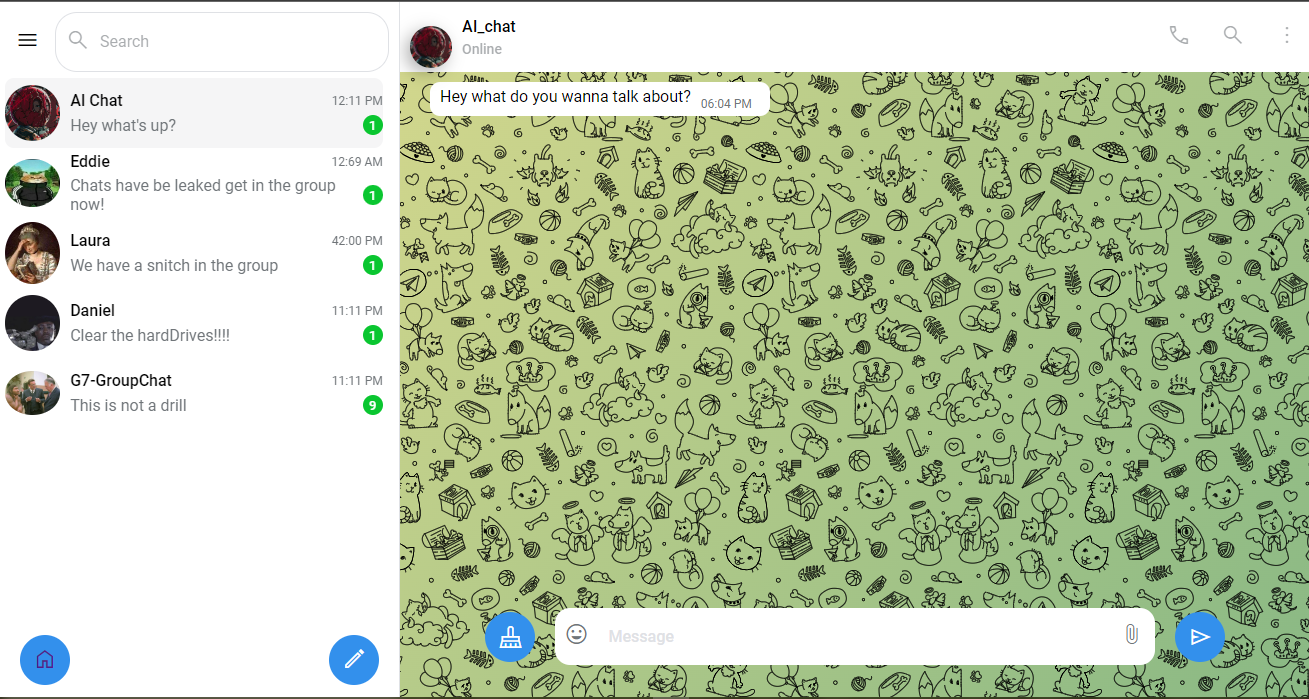 Search
AI Chat
12:11 PM
Hey what's up?
1
Eddie
12:69 AM
Chats have be leaked get in the group
now!
1
Laura
42:00 PM
We have a snitch in the group
1
Daniel
11:11 PM
Clear the hardDrives!!!!
1
G7-GroupChat
11:11 PM
This is not a drill
9
AI_chat
Online
Hey what do you wanna talk about? 06:04 PM
Message